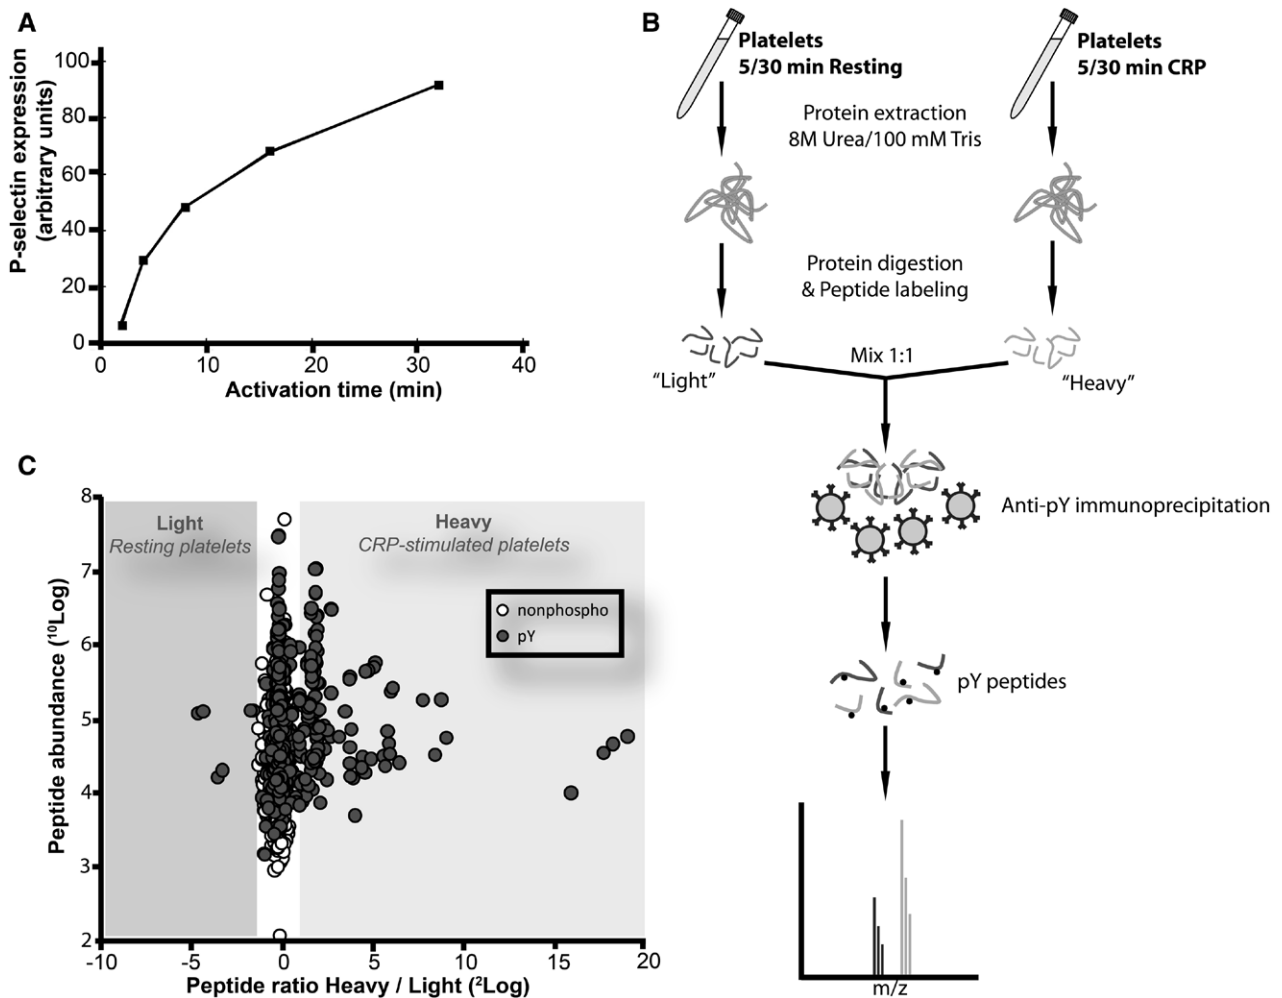 A
P-selectin expression
(arbitrary units)
100
80
60
40
20
0
0
10
20
30
40
Activation time (min)
B
Platelets
5/30 min Resting
Platelets
5/30 min CRP
Protein extraction
8M Urea/100 mM Tris
Protein digestion
& Peptide labeling
Mix 1:1
“Light”
“Heavy”
Anti-pY immunoprecipitation
pY peptides
m/z
C
Peptide abundance (¹⁰Log)
8
7
6
5
4
3
2
Light
Resting platelets
Heavy
CRP-stimulated platelets
nonphospho
pY
-10
-5
0
5
10
15
20
Peptide ratio Heavy / Light (²Log)